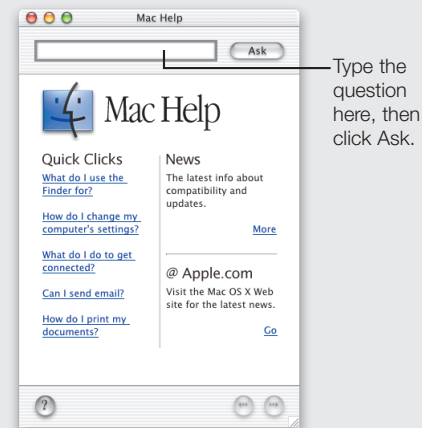 Mac Help
Ask
Type the
question
here, then
click Ask.
Mac Help
Quick Clicks
What do I use the
Finder for?
How do I change my
computer's settings?
What do I do to get
connected?
Can I send email?
How do I print my
documents?
News
The latest info about
compatibility and
updates.
More
@ Apple.com
Visit the Mac OS X Web
site for the latest news.
Go
?